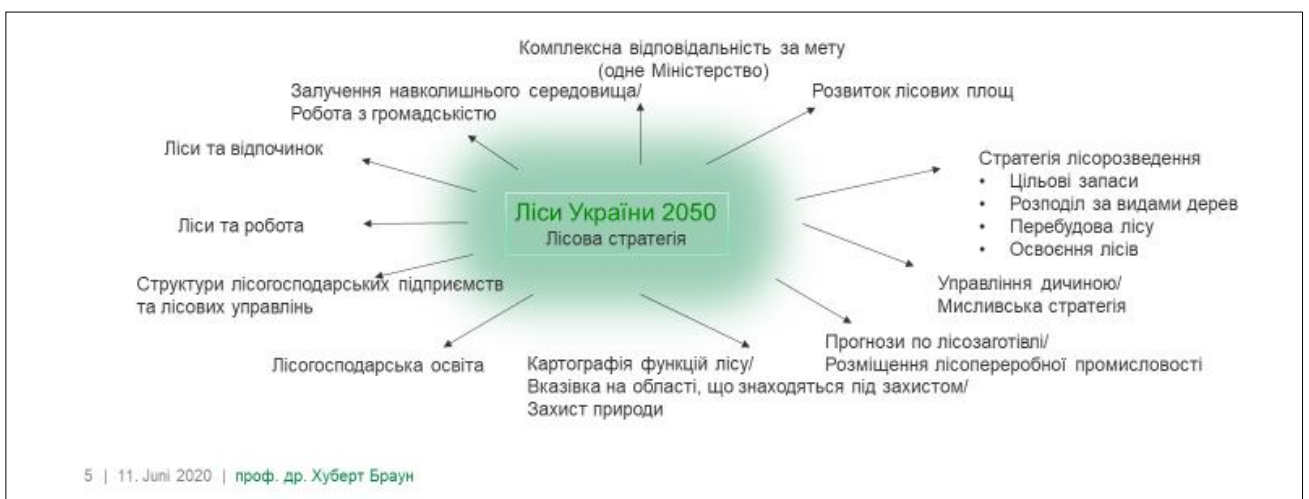 Комплексна відповідальність за мету
(одне Міністерство)
Залучення навколишнього середовища/
Робота з громадськістю
Розвиток лісових площ
Ліси та відпочинок
Стратегія лісорозведення
• Цільові запаси
• Розподіл за видами дерев
• Перебудова лісу
• Освоєння лісів
Ліси України 2050
Лісова стратегія
Ліси та робота
Структури лісогосподарських підприємств
та лісових управлінь
Управління дичиною/
Мисливська стратегія
Прогнози по лісозаготівлі/
Розміщення лісопереробної промисловості
Лісогосподарська освіта
Картографія функцій лісу/
Вказівка на області, що знаходяться під захистом/
Захист природи
5 | 11. Juni 2020 | проф. др. Хуберт Браун